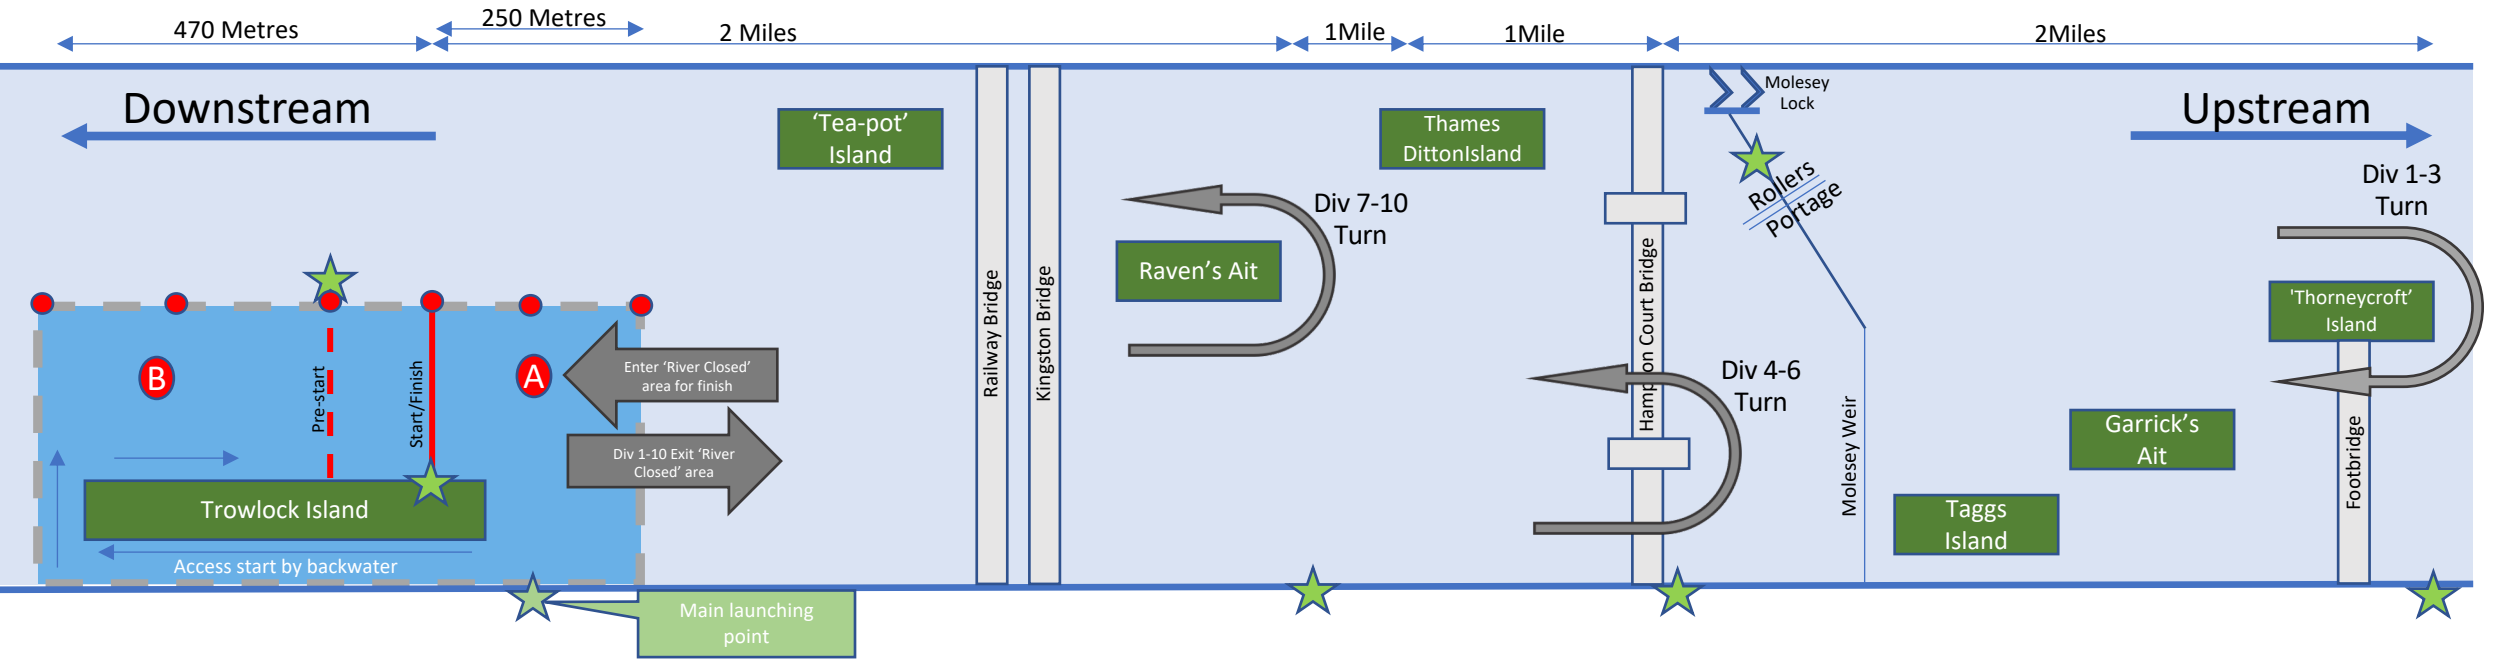 470 Metres
250 Metres
2 Miles
1Mile
1Mile
2Miles
Downstream
Upstream
‘Tea-pot’
Island
Thames
DittonIsland
Molesey
Lock
Rollers
Portage
Div 1-3
Turn
Div 7-10
Turn
Raven’s Ait
'Thorneycroft’
Island
Railway Bridge
Kingston Bridge
Hampton Court Bridge
B
Pre-start
Start/Finish
A
Enter ‘River Closed’
area for finish
Div 1-10 Exit ‘River
Closed’ area
Div 4-6
Turn
Molesey Weir
Garrick’s
Ait
Footbridge
Trowlock Island
Taggs
Island
Access start by backwater
Main launching
point